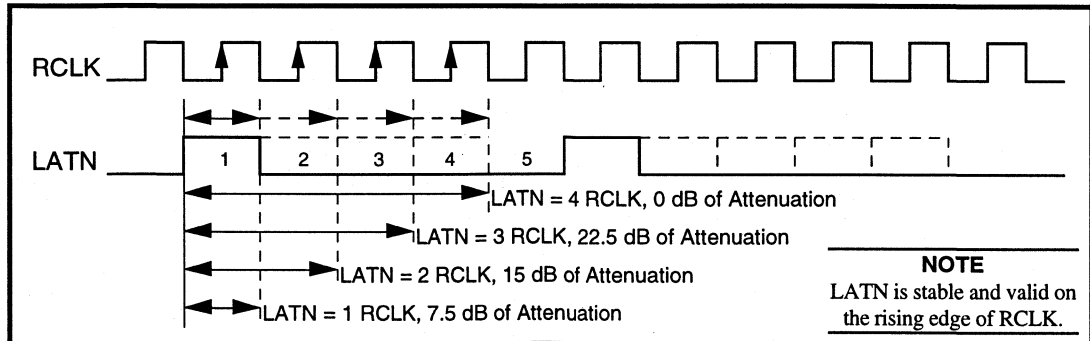 RCLK
LATN
1 2 3 4 5
LATN = 4 RCLK, 0 dB of Attenuation
LATN = 3 RCLK, 22.5 dB of Attenuation
LATN = 2 RCLK, 15 dB of Attenuation
LATN = 1 RCLK, 7.5 dB of Attenuation
NOTE
LATN is stable and valid on
the rising edge of RCLK.